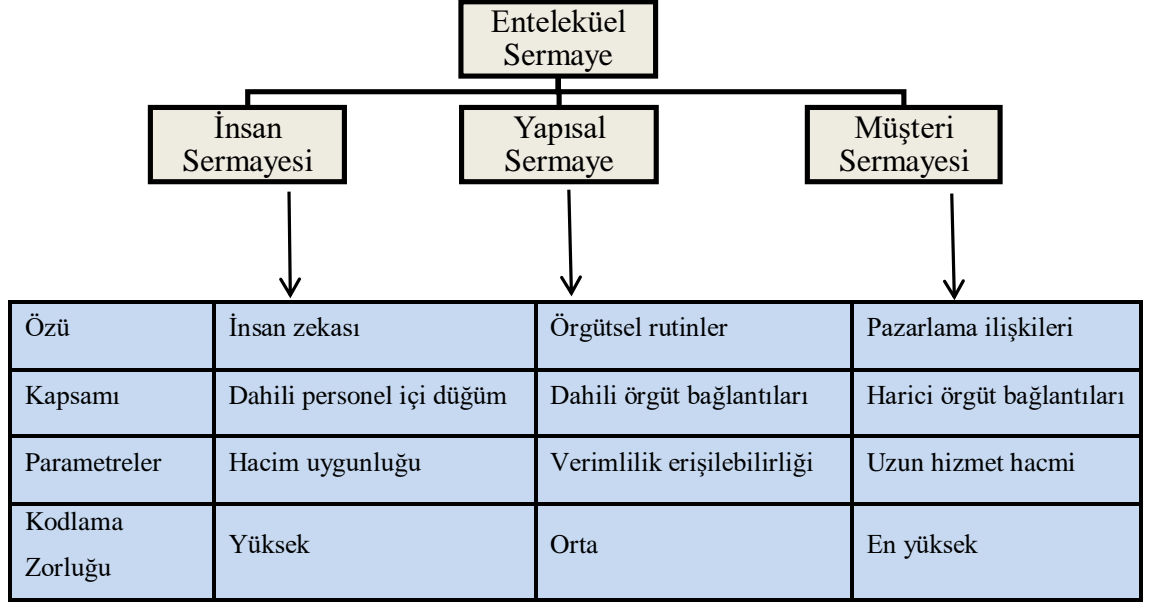 Enteleküel
Sermaye
İnsan
Sermayesi
Yapısal
Sermaye
Müşteri
Sermayesi
Özü
İnsan zekası
Örgütsel rutinler
Pazarlama ilişkileri
Kapsamı
Dahili personel içi düğüm
Dahili örgüt bağlantıları
Harici örgüt bağlantıları
Parametreler
Hacim uygunluğu
Verimlilik erişilebilirliği
Uzun hizmet hacmi
Kodlama
Zorluğu
Yüksek
Orta
En yüksek